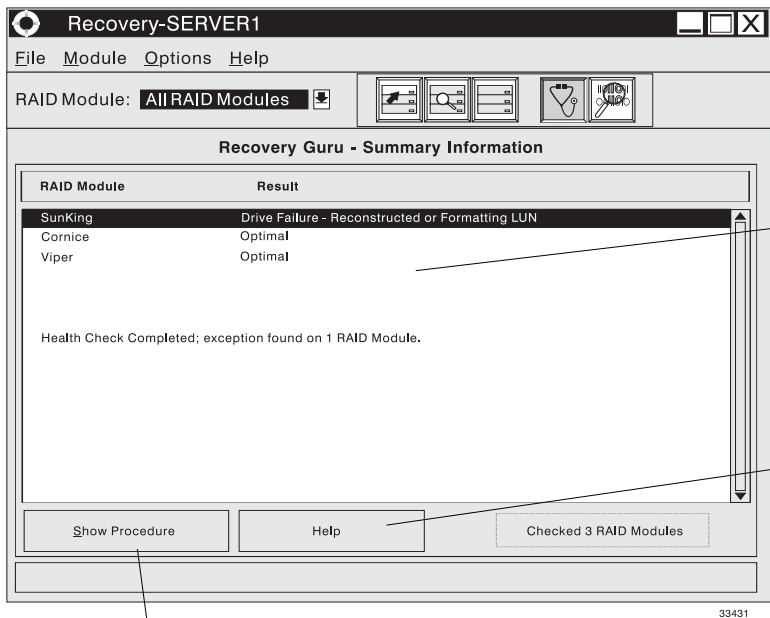 Recovery-SERVER1
File Module Options Help
RAID Module: All RAID Modules
Recovery Guru - Summary Information
RAID Module Result
SunKing Drive Failure - Reconstructed or Formatting LUN
Cornice Optimal
Viper Optimal
Health Check Completed; exception found on 1 RAID Module.
Show Procedure Help Checked 3 RAID Modules
33431